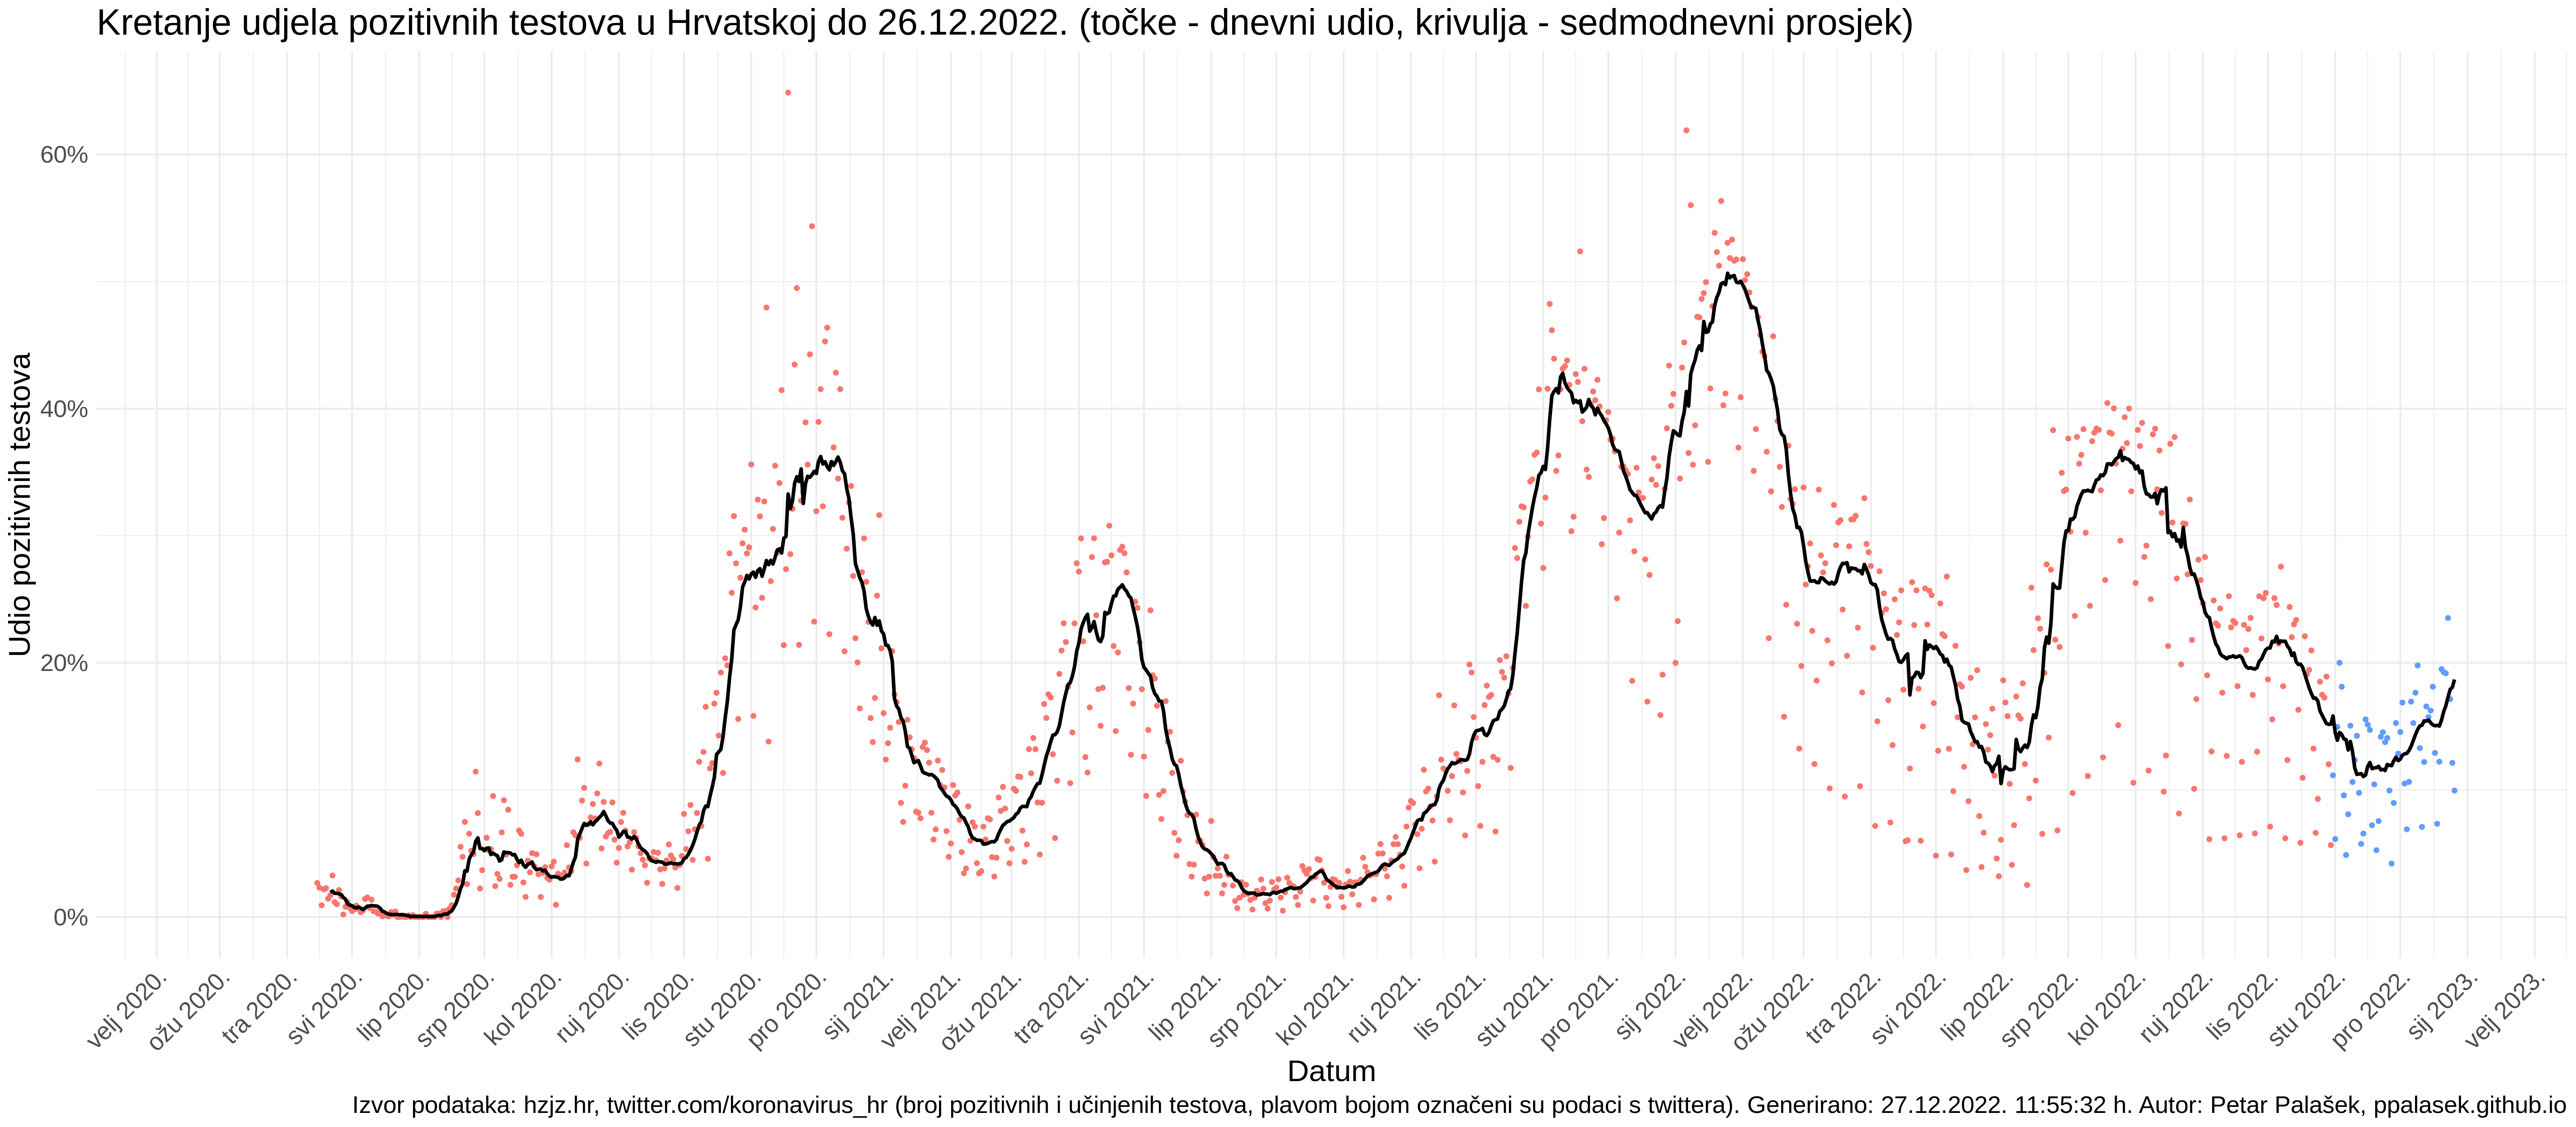 Kretanje udjela pozitivnih testova u Hrvatskoj do 26.12.2022. (točke - dnevni udio, krivulja - sedmodnevni prosjek)
Udio pozitivnih testova
60%
40%
20%
0%
velj 2020.
ožu 2020.
tra 2020.
svi 2020.
lip 2020.
srp 2020.
kol 2020.
ruj 2020.
lis 2020.
stu 2020.
pro 2020.
sij 2021.
velj 2021.
ožu 2021.
tra 2021.
svi 2021.
lip 2021.
srp 2021.
kol 2021.
ruj 2021.
lis 2021.
stu 2021.
pro 2021.
sij 2022.
velj 2022.
ožu 2022.
tra 2022.
svi 2022.
lip 2022.
srp 2022.
kol 2022.
ruj 2022.
lis 2022.
stu 2022.
pro 2022.
sij 2023.
velj 2023.
Datum
Izvor podataka: hzjz.hr, twitter.com/koronavirus_hr (broj pozitivnih i učinjenih testova, plavom bojom označeni su podaci s twittera). Generirano: 27.12.2022. 11:55:32 h. Autor: Petar Palašek, ppalasek.github.io